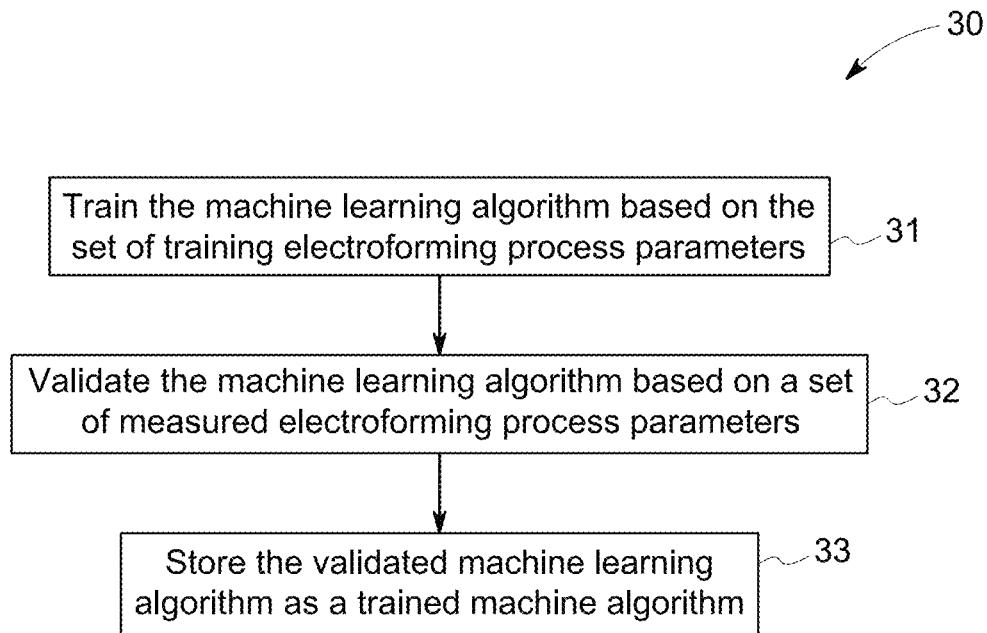 30
Train the machine learning algorithm based on the
set of training electroforming process parameters
31
Validate the machine learning algorithm based on a set
of measured electroforming process parameters
32
Store the validated machine learning
algorithm as a trained machine algorithm
33